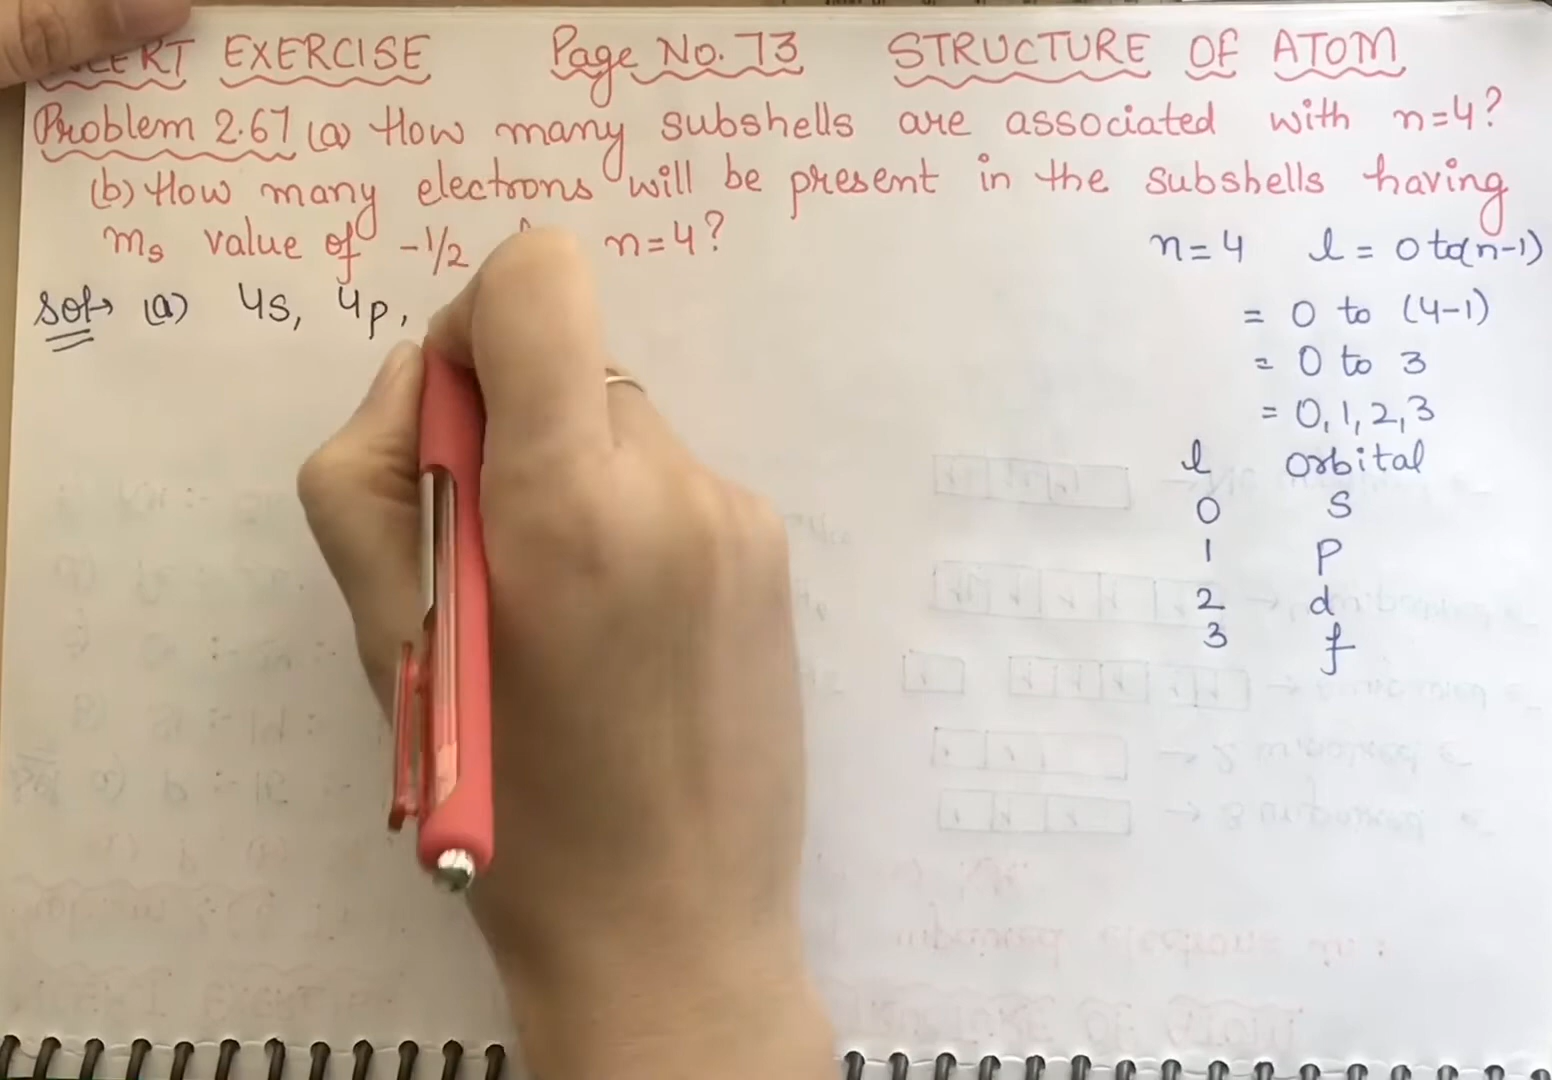 EXERCISE Page No. 73 STRUCTURE OF ATOM
Problem 2.67 (a) How many subshells are associated with n=4?
(b) How many electrons will be present in the subshells having
ms value of -1/2 n=4?
Sol→ (a) 4s, 4p,
n=4 l = 0 to (n-1)
= 0 to (4-1)
= 0 to 3
= 0, 1, 2, 3
l orbital
0 s
1 p
2 d
3 f